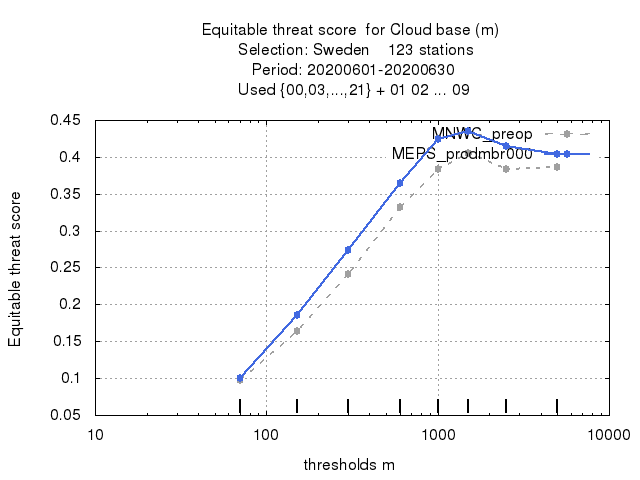 Equitable threat score  for Cloud base (m)
Selection: Sweden    123 stations
Period: 20200601-20200630
Used {00,03,...,21} + 01 02 ... 09
0.45
MNWC_preop
0.4
MEPS_prodmbr000
0.35
0.3
0.25
0.2
0.15
0.1
0.05
Equitable threat score
10
100
1000
10000
thresholds m